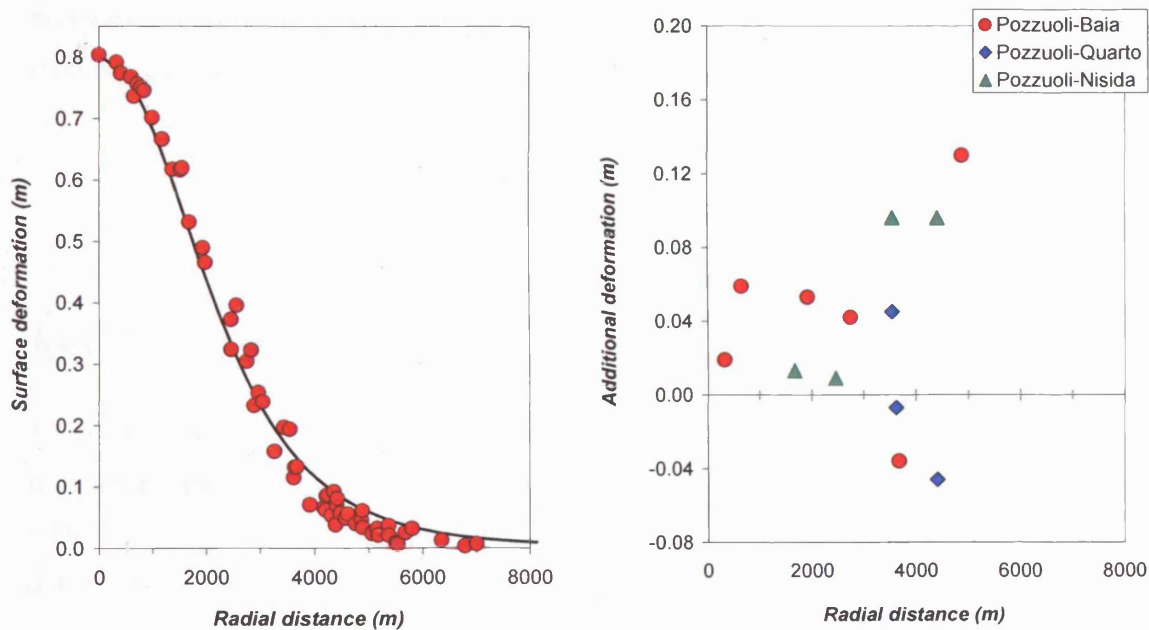 0.8
0.7
0.6
0.5
0.4
0.3
0.2
0.1
0.0
Surface deformation (m)
0 2000 4000 6000 8000
Radial distance (m)
Pozzuoli-Baia
Pozzuoli-Quarto
Pozzuoli-Nisida
0.20
0.16
0.12
0.08
0.04
0.00
-0.04
-0.08
Additional deformation (m)
0 2000 4000 6000 8000
Radial distance (m)